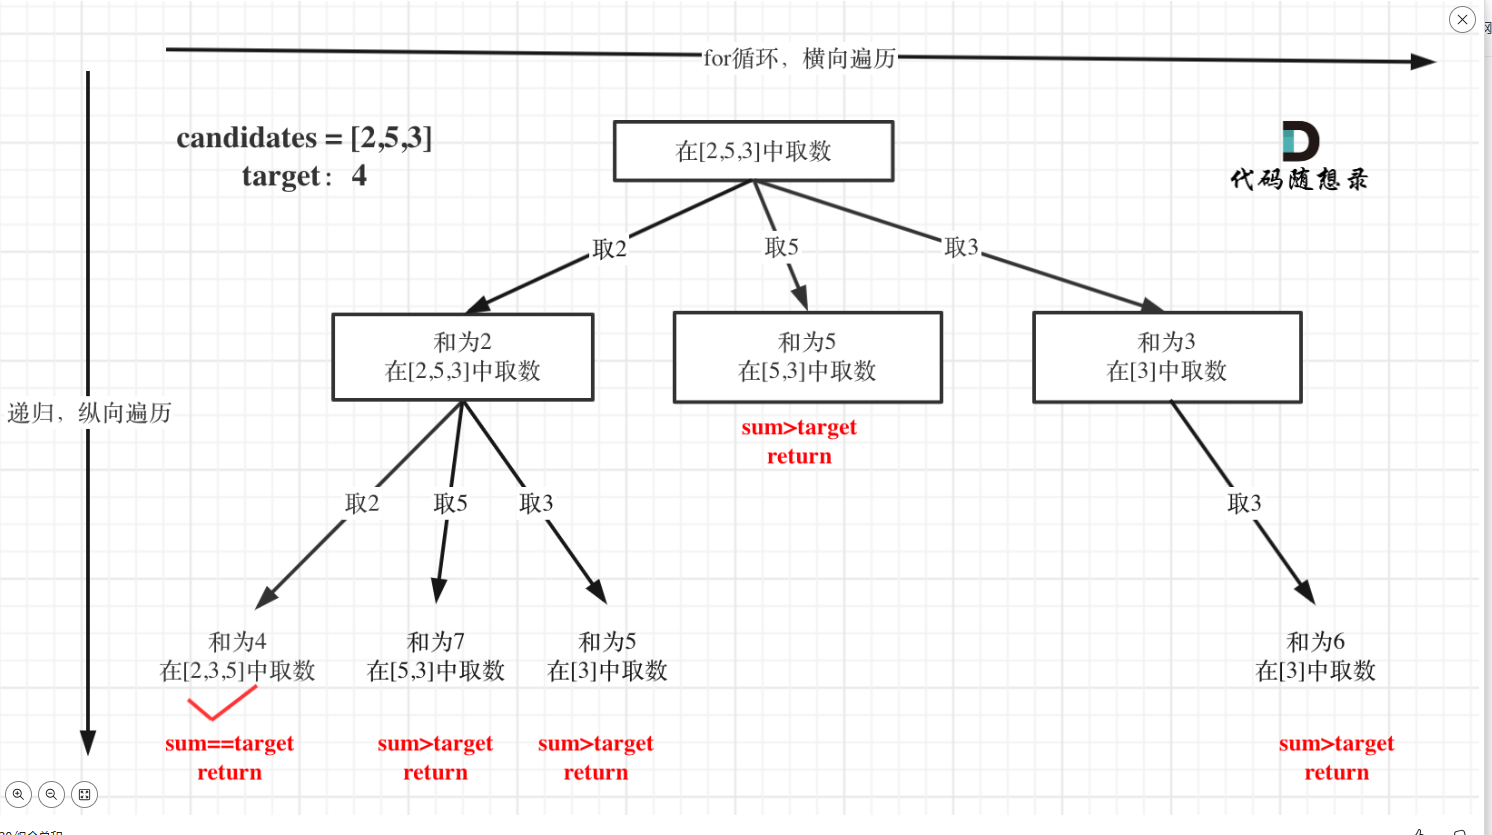 for循环，横向遍历
candidates = [2,5,3]
target：4
在[2,5,3]中取数
代码随想录
取2
取5
取3
和为2
在[2,5,3]中取数
和为5
在[5,3]中取数
和为3
在[3]中取数
sum>target
return
递归，纵向遍历
取2
取5
取3
取3
和为4
在[2,3,5]中取数
和为7
在[5,3]中取数
和为5
在[3]中取数
和为6
在[3]中取数
sum==target
return
sum>target
return
sum>target
return
sum>target
return